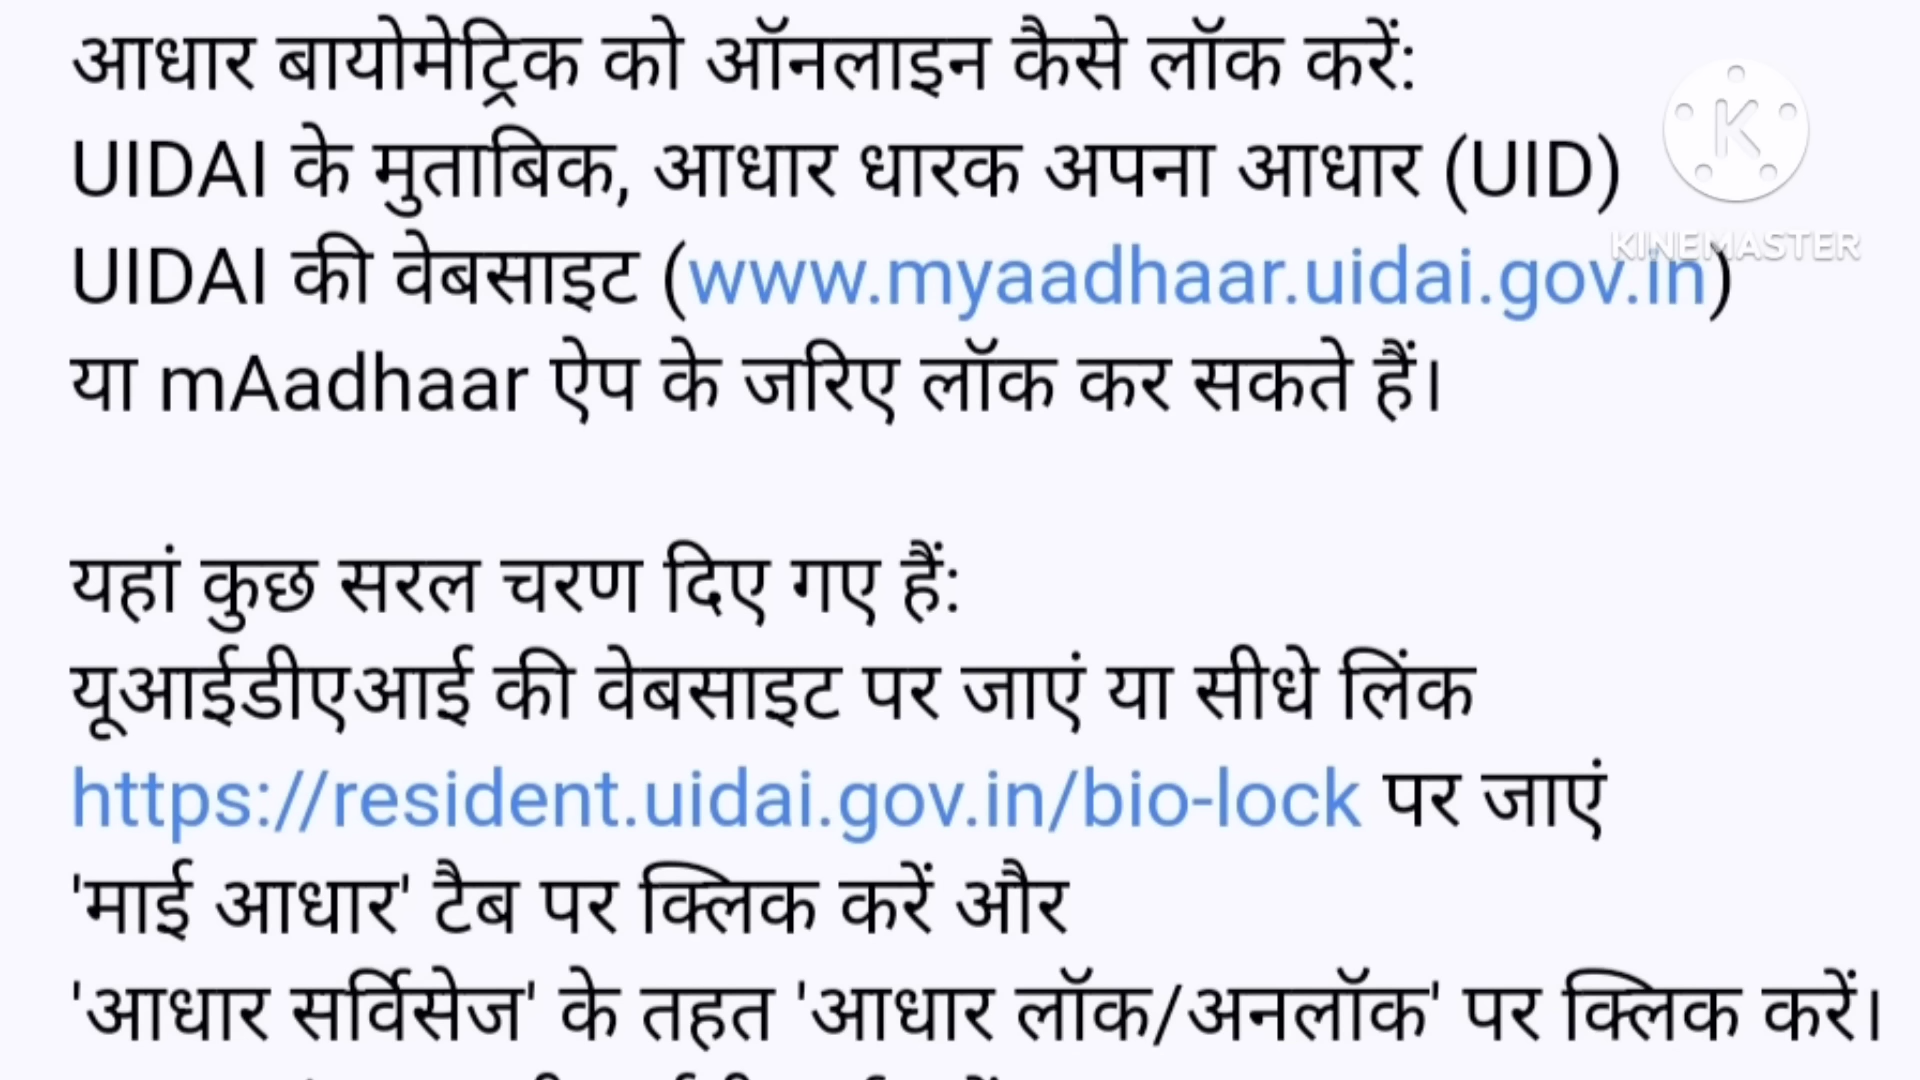 आधार बायोमेट्रिक को ऑनलाइन कैसे लॉक करें:
UIDAI के मुताबिक, आधार धारक अपना आधार (UID)
UIDAI की वेबसाइट (www.myaadhaar.uidai.gov.in)
या mAadhaar ऐप के जरिए लॉक कर सकते हैं।
यहां कुछ सरल चरण दिए गए हैं:
यूआईडीएआई की वेबसाइट पर जाएं या सीधे लिंक
https://resident.uidai.gov.in/bio-lock पर जाएं
'माई आधार' टैब पर क्लिक करें और
'आधार सर्विसेज' के तहत 'आधार लॉक/अनलॉक' पर क्लिक करें।
K
KINEMASTER